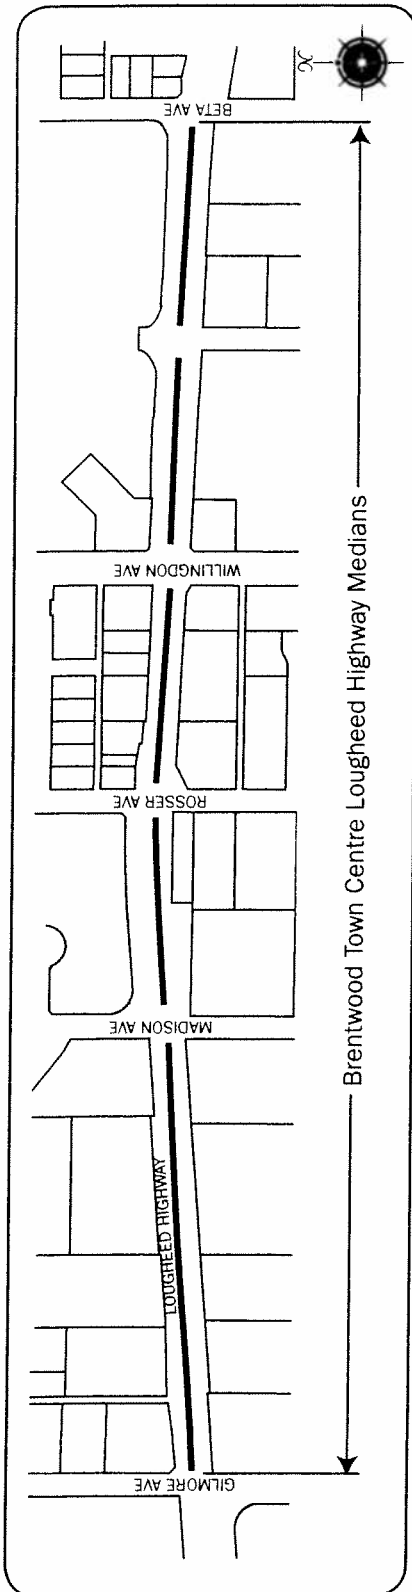 BETA AVE
WILLINGDON AVE
ROSSER AVE
MADISON AVE
LOUGHEED HIGHWAY
GILMORE AVE
Brentwood Town Centre Lougheed Highway Medians